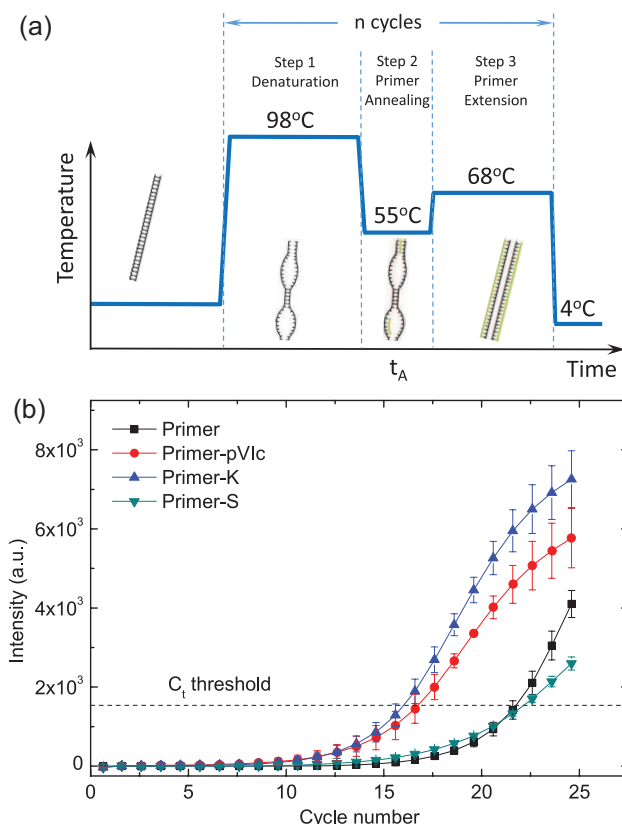 (a)
n cycles
Step 1
Denaturation
Step 2
Primer
Annealing
Step 3
Primer
Extension
98°C
68°C
55°C
4°C
Temperature
t_A
Time
(b)
Primer
Primer-pVIc
Primer-K
Primer-S
8x10³
6x10³
4x10³
2x10³
0
Intensity (a.u.)
C_t threshold
0 5 10 15 20 25
Cycle number